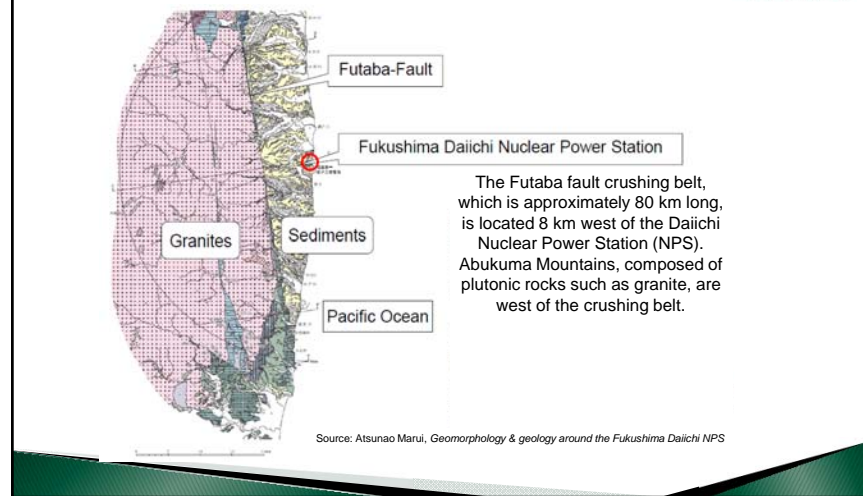 Futaba-Fault
Fukushima Daiichi Nuclear Power Station
The Futaba fault crushing belt,
which is approximately 80 km long,
is located 8 km west of the Daiichi
Nuclear Power Station (NPS).
Abukuma Mountains, composed of
plutonic rocks such as granite, are
west of the crushing belt.
Granites
Sediments
Pacific Ocean
Source: Atsunao Marui, Geomorphology & geology around the Fukushima Daiichi NPS